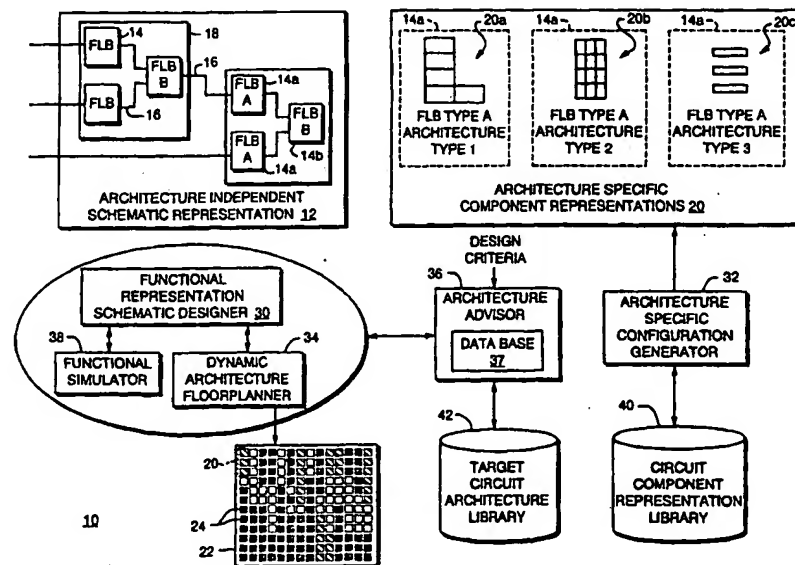 14
18
FLB
FLB
B
16
FLB
16
14a
FLB
A
FLB
B
FLB
A
14b
14a
ARCHITECTURE INDEPENDENT
SCHEMATIC REPRESENTATION 12
14a
20a
14a
20b
14a
20c
FLB TYPE A
ARCHITECTURE
TYPE 1
FLB TYPE A
ARCHITECTURE
TYPE 2
FLB TYPE A
ARCHITECTURE
TYPE 3
ARCHITECTURE SPECIFIC
COMPONENT REPRESENTATIONS 20
FUNCTIONAL
REPRESENTATION
SCHEMATIC DESIGNER 30
38
FUNCTIONAL
SIMULATOR
34
DYNAMIC
ARCHITECTURE
FLOORPLANNER
DESIGN
CRITERIA
36
ARCHITECTURE
ADVISOR
DATA BASE
37
32
ARCHITECTURE
SPECIFIC
CONFIGURATION
GENERATOR
20
24
22
10
42
TARGET
CIRCUIT
ARCHITECTURE
LIBRARY
40
CIRCUIT
COMPONENT
REPRESENTATION
LIBRARY